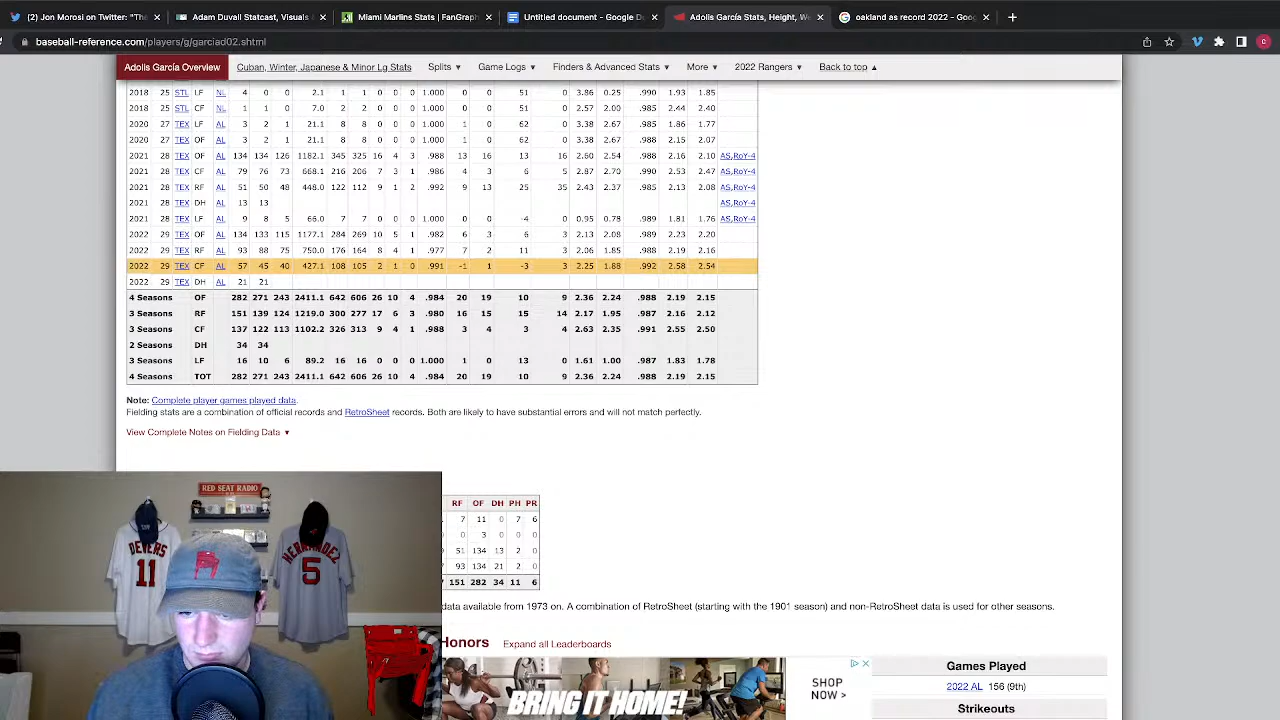 Jon Morosi on Twitter: "The
Adam Duvall Statcast, Visuals
Miami Marlins Stats | FanGraph
Untitled document - Google D
Adolis García Stats, Height, We
oakland as record 2022 - Goo
baseball-reference.com/players/g/garciad02.shtml
Adolis García Overview Cuban, Winter, Japanese & Minor Lg Stats Splits ▼ Game Logs ▼ Finders & Advanced Stats ▼ More ▼ 2022 Rangers ▼ Back to top ▲
2018 25 STL LF NL 4 0 0 2.1 1 1 0 0 0 1.000 0 0 51 0 3.86 0.25 .990 1.93 1.85
2018 25 STL CF NL 1 1 0 7.0 2 2 0 0 0 1.000 0 0 51 0 2.57 2.00 .985 2.44 2.40
2020 27 TEX LF AL 3 2 1 21.1 8 8 0 0 0 1.000 1 0 62 0 3.38 2.67 .985 1.86 1.77
2020 27 TEX OF AL 3 2 1 21.1 8 8 0 0 0 1.000 1 0 62 0 3.38 2.67 .988 2.15 2.07
2021 28 TEX OF AL 134 134 126 1182.1 345 325 16 4 3 .988 13 16 13 16 2.60 2.54 .988 2.16 2.10 AS,RoY-4
2021 28 TEX CF AL 79 76 73 668.1 216 206 7 3 1 .986 4 3 6 5 2.87 2.70 .990 2.53 2.47 AS,RoY-4
2021 28 TEX RF AL 51 50 48 448.0 122 112 9 1 2 .992 9 13 25 35 2.43 2.37 .985 2.13 2.08 AS,RoY-4
2021 28 TEX DH AL 13 13 AS,RoY-4
2021 28 TEX LF AL 9 8 5 66.0 7 7 0 0 0 1.000 0 0 -4 0 0.95 0.78 .989 1.81 1.76 AS,RoY-4
2022 29 TEX OF AL 134 133 115 1177.1 284 269 10 5 1 .982 6 3 6 3 2.13 2.08 .989 2.23 2.20
2022 29 TEX RF AL 93 88 75 750.0 176 164 8 4 1 .977 7 2 11 3 2.06 1.85 .988 2.19 2.16
2022 29 TEX CF AL 57 45 40 427.1 108 105 2 1 0 .991 -1 1 -3 3 2.25 1.88 .992 2.58 2.54
2022 29 TEX DH AL 21 21
4 Seasons OF 282 271 243 2411.1 642 606 26 10 4 .984 20 19 10 9 2.36 2.24 .988 2.19 2.15
3 Seasons RF 151 139 124 1219.0 300 277 17 6 3 .980 16 15 15 14 2.17 1.95 .987 2.16 2.12
3 Seasons CF 137 122 113 1102.2 326 313 9 4 1 .988 3 4 3 4 2.63 2.35 .991 2.55 2.50
2 Seasons DH 34 34
3 Seasons LF 16 10 6 89.2 16 16 0 0 0 1.000 1 0 13 0 1.61 1.00 .987 1.83 1.78
4 Seasons TOT 282 271 243 2411.1 642 606 26 10 4 .984 20 19 10 9 2.36 2.24 .988 2.19 2.15
Note: Complete player games played data.
Fielding stats are a combination of official records and RetroSheet records. Both are likely to have substantial errors and will not match perfectly.
View Complete Notes on Fielding Data ▼
RF OF DH PH PR
7 11 0 7 6
0 3 0 0 0
51 134 13 2 0
93 134 21 2 0
151 282 34 11 6
data available from 1973 on. A combination of RetroSheet (starting with the 1901 season) and non-RetroSheet data is used for other seasons.
Honors Expand all Leaderboards
RED SEAT RADIO
DEVERS
11
HERNANDEZ
5
BRING IT HOME!
SHOP
NOW >
Games Played
2022 AL 156 (9th)
Strikeouts